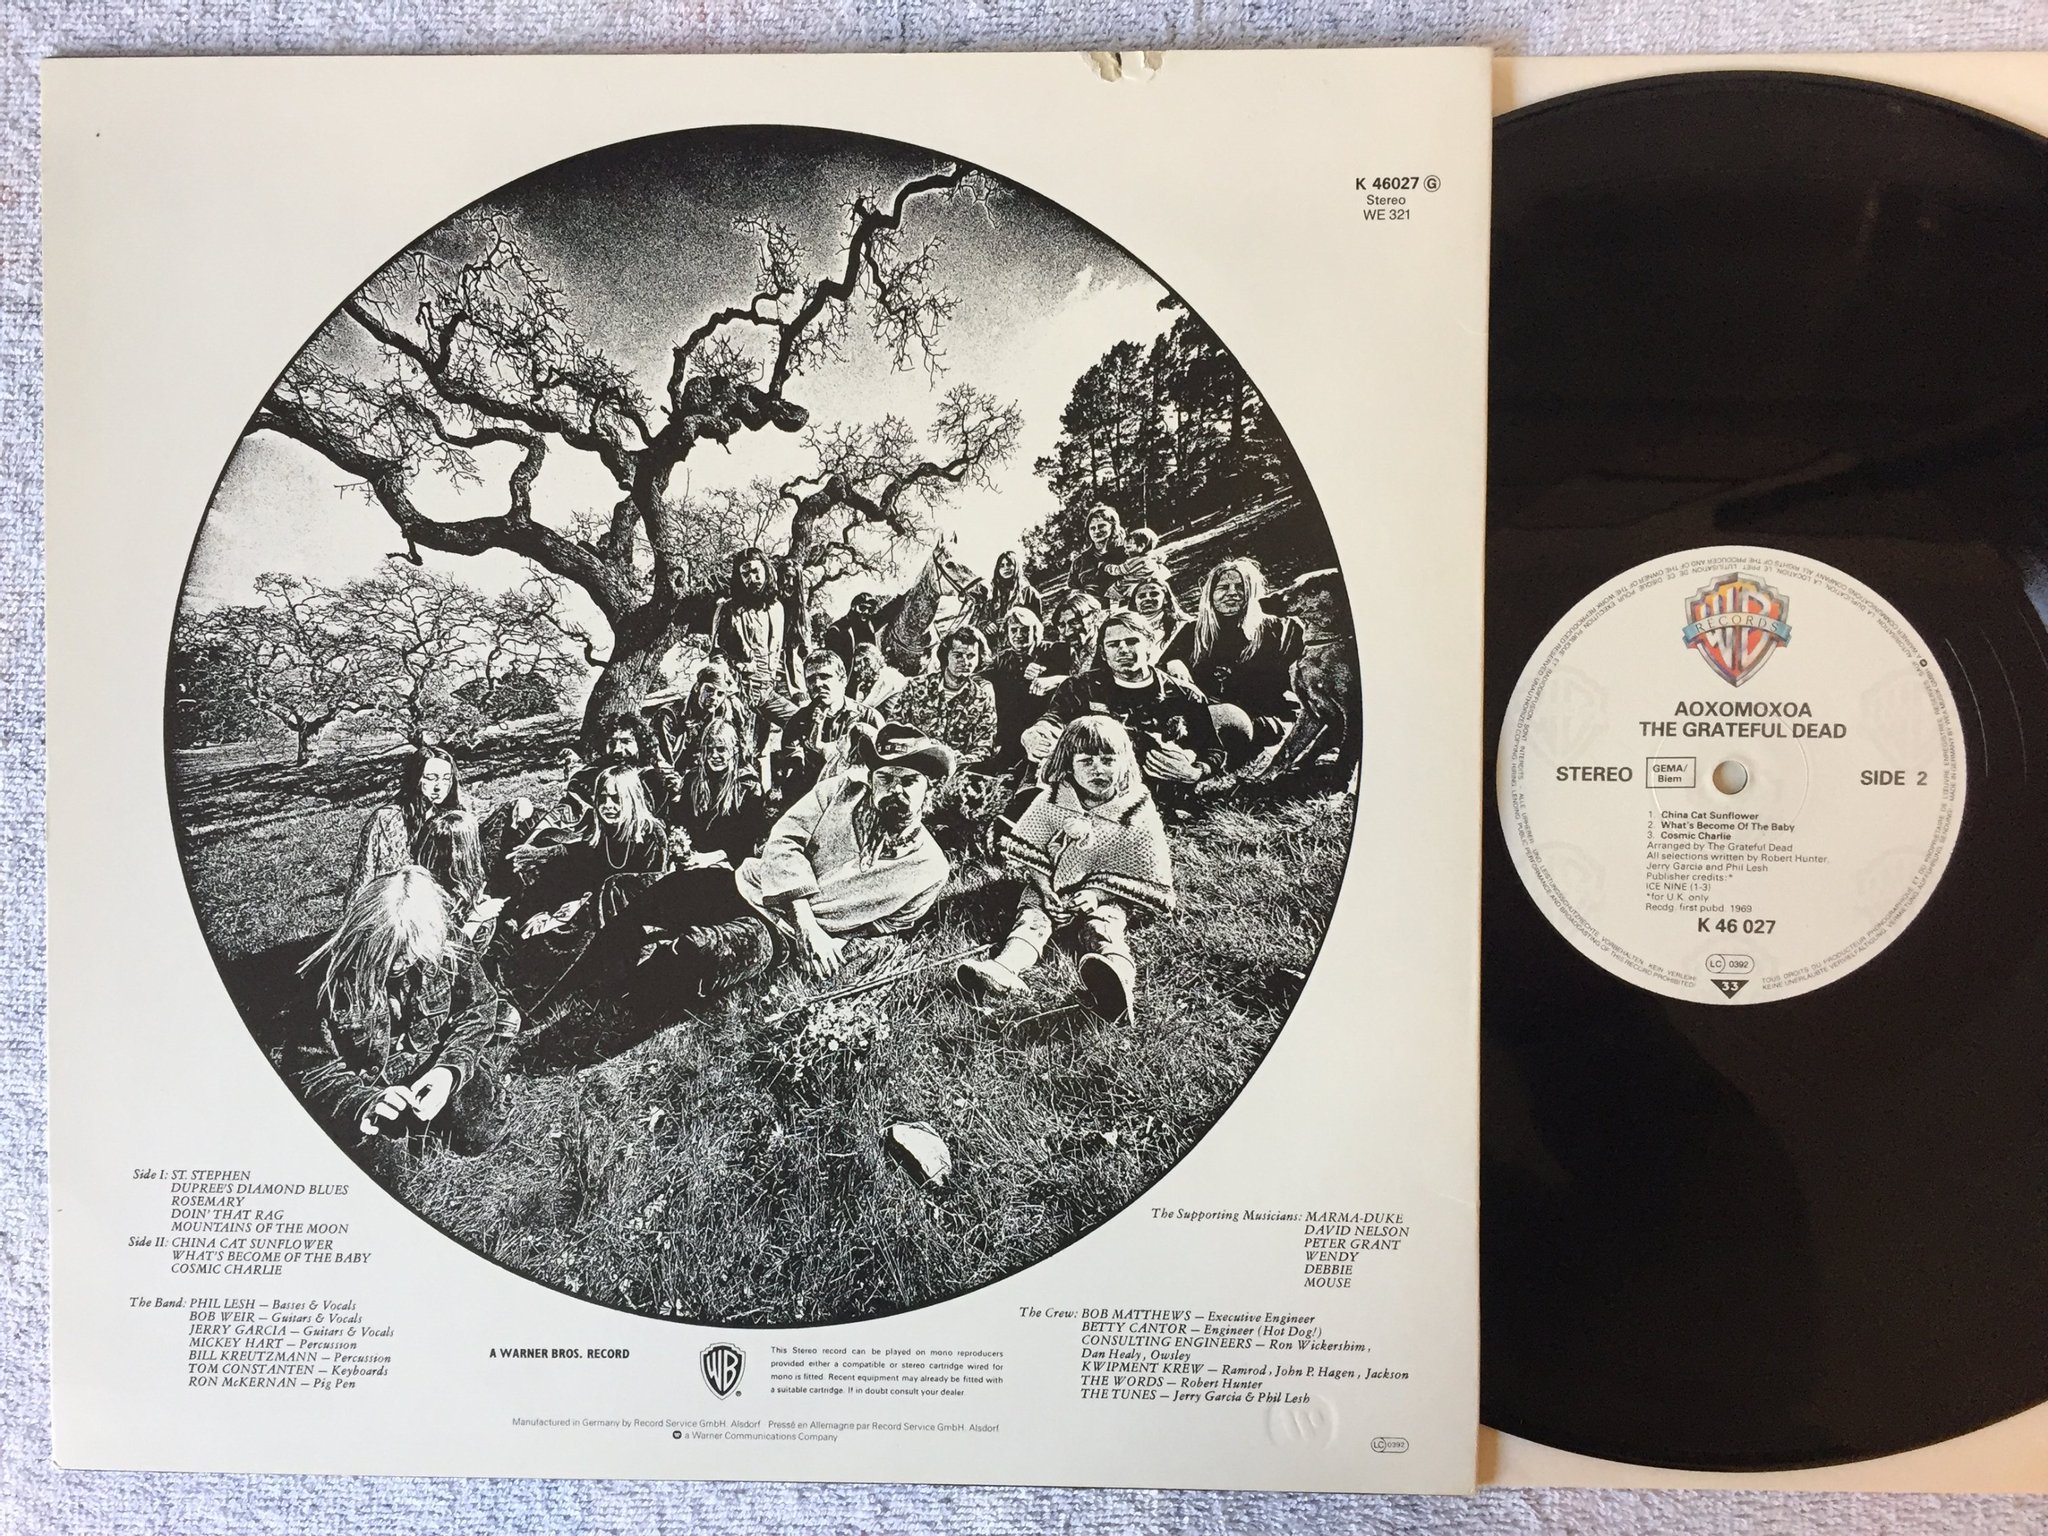 K 46027 G
Stereo
WE 321
Side I: ST. STEPHEN
DUPREE'S DIAMOND BLUES
ROSEMARY
DOIN' THAT RAG
MOUNTAINS OF THE MOON
Side II: CHINA CAT SUNFLOWER
WHAT'S BECOME OF THE BABY
COSMIC CHARLIE
The Band: PHIL LESH — Basses & Vocals
BOB WEIR — Guitars & Vocals
JERRY GARCIA — Guitars & Vocals
MICKEY HART — Percussion
BILL KREUTZMANN — Percussion
TOM CONSTANTEN — Keyboards
RON McKERNAN — Pig Pen
A WARNER BROS. RECORD
WB
This Stereo record can be played on mono reproducers
provided either a compatible or stereo cartridge wired for
mono is fitted. Recent equipment may already be fitted with
a suitable cartridge. If in doubt consult your dealer
The Supporting Musicians: MARMA-DUKE
DAVID NELSON
PETER GRANT
WENDY
DEBBIE
MOUSE
The Crew: BOB MATTHEWS — Executive Engineer
BETTY CANTOR — Engineer (Hot Dog!)
CONSULTING ENGINEERS — Ron Wickershim,
Dan Healy, Owsley
KWIPMENT KREW — Ramrod, John P. Hagen, Jackson
THE WORDS — Robert Hunter
THE TUNES — Jerry Garcia & Phil Lesh
Manufactured in Germany by Record Service GmbH. Alsdorf · Pressé en Allemagne par Record Service GmbH. Alsdorf
a Warner Communications Company
LC 0392
WB
RECORDS
AOXOMOXOA
THE GRATEFUL DEAD
STEREO
GEMA/
Biem
SIDE 2
1. China Cat Sunflower
2. What's Become Of The Baby
3. Cosmic Charlie
Arranged by The Grateful Dead
All selections written by Robert Hunter,
Jerry Garcia and Phil Lesh
Publisher credits:*
ICE NINE (1-3)
*for U.K. only
Recdg. first pubd. 1969
K 46 027
LC 0392
33